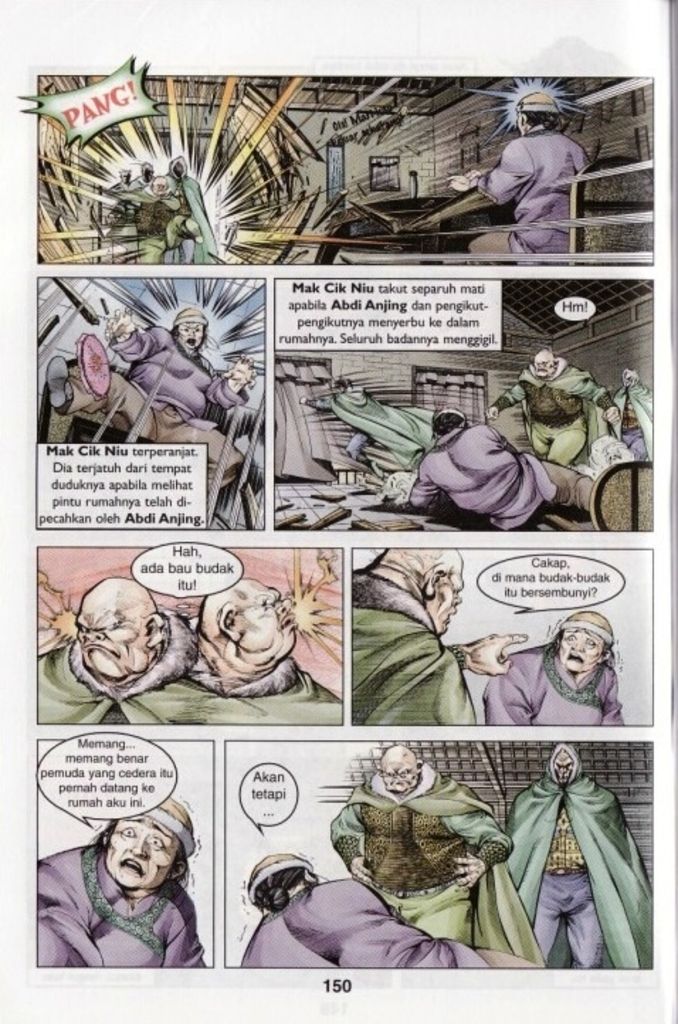 PANG!
Mak Cik Niu terperanjat.
Dia terjatuh dari tempat
duduknya apabila melihat
pintu rumahnya telah di-
pecahkan oleh Abdi Anjing.
Mak Cik Niu takut separuh mati
apabila Abdi Anjing dan pengikut-
pengikutnya menyerbu ke dalam
rumahnya. Seluruh badannya menggigil.
Hm!
Hah,
ada bau budak
itu!
Cakap,
di mana budak-budak
itu bersembunyi?
Memang...
memang benar
pemuda yang cedera itu
pernah datang ke
rumah aku ini.
Akan
tetapi
...
150